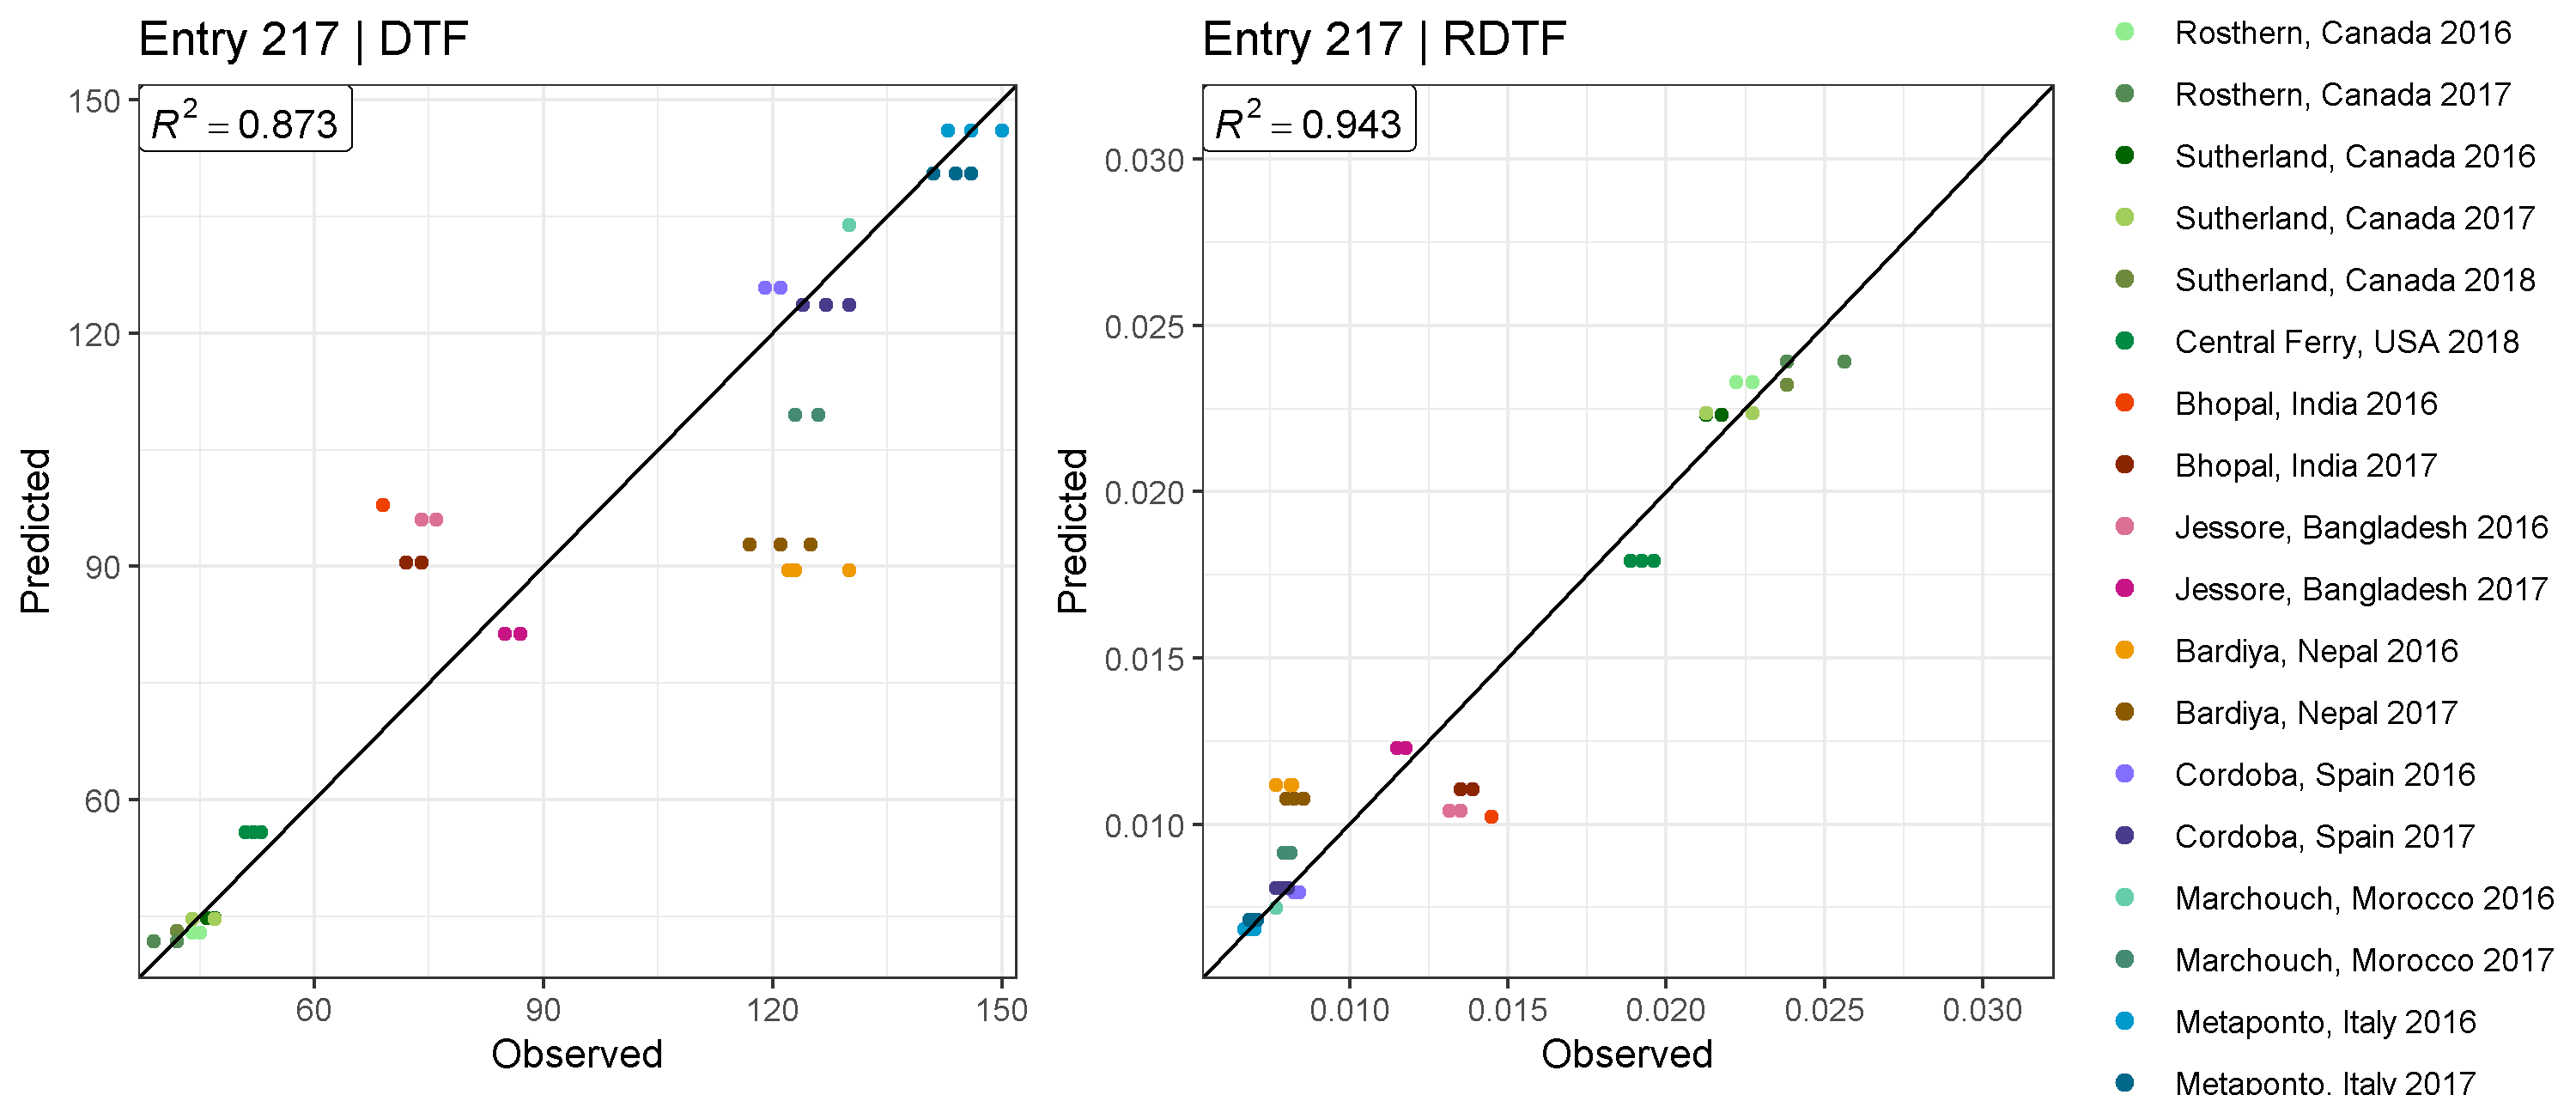 Entry 217 | DTF
R² = 0.873
150
120
90
60
60 90 120 150
Predicted
Observed
Entry 217 | RDTF
R² = 0.943
0.030
0.025
0.020
0.015
0.010
0.010 0.015 0.020 0.025 0.030
Predicted
Observed
Rosthern, Canada 2016
Rosthern, Canada 2017
Sutherland, Canada 2016
Sutherland, Canada 2017
Sutherland, Canada 2018
Central Ferry, USA 2018
Bhopal, India 2016
Bhopal, India 2017
Jessore, Bangladesh 2016
Jessore, Bangladesh 2017
Bardiya, Nepal 2016
Bardiya, Nepal 2017
Cordoba, Spain 2016
Cordoba, Spain 2017
Marchouch, Morocco 2016
Marchouch, Morocco 2017
Metaponto, Italy 2016
Metaponto, Italy 2017